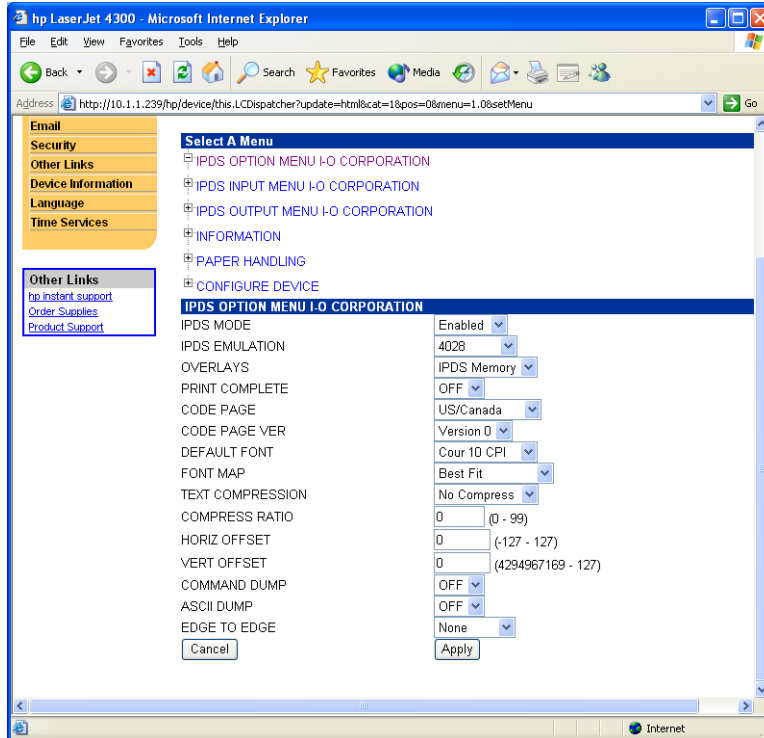 hp LaserJet 4300 - Microsoft Internet Explorer
File Edit View Favorites Tools Help
Back Search Favorites Media
Address http://10.1.1.239/hp/device/this.LCDispatcher?update=html&cat=1&pos=0&menu=1.0&setMenu Go
Email
Security
Other Links
Device Information
Language
Time Services
Other Links
hp instant support
Order Supplies
Product Support
Select A Menu
IPDS OPTION MENU I-O CORPORATION
IPDS INPUT MENU I-O CORPORATION
IPDS OUTPUT MENU I-O CORPORATION
INFORMATION
PAPER HANDLING
CONFIGURE DEVICE
IPDS OPTION MENU I-O CORPORATION
IPDS MODE Enabled
IPDS EMULATION 4028
OVERLAYS IPDS Memory
PRINT COMPLETE OFF
CODE PAGE US/Canada
CODE PAGE VER Version 0
DEFAULT FONT Cour 10 CPI
FONT MAP Best Fit
TEXT COMPRESSION No Compress
COMPRESS RATIO 0 (0 - 99)
HORIZ OFFSET 0 (-127 - 127)
VERT OFFSET 0 (4294967169 - 127)
COMMAND DUMP OFF
ASCII DUMP OFF
EDGE TO EDGE None
Cancel Apply
Internet